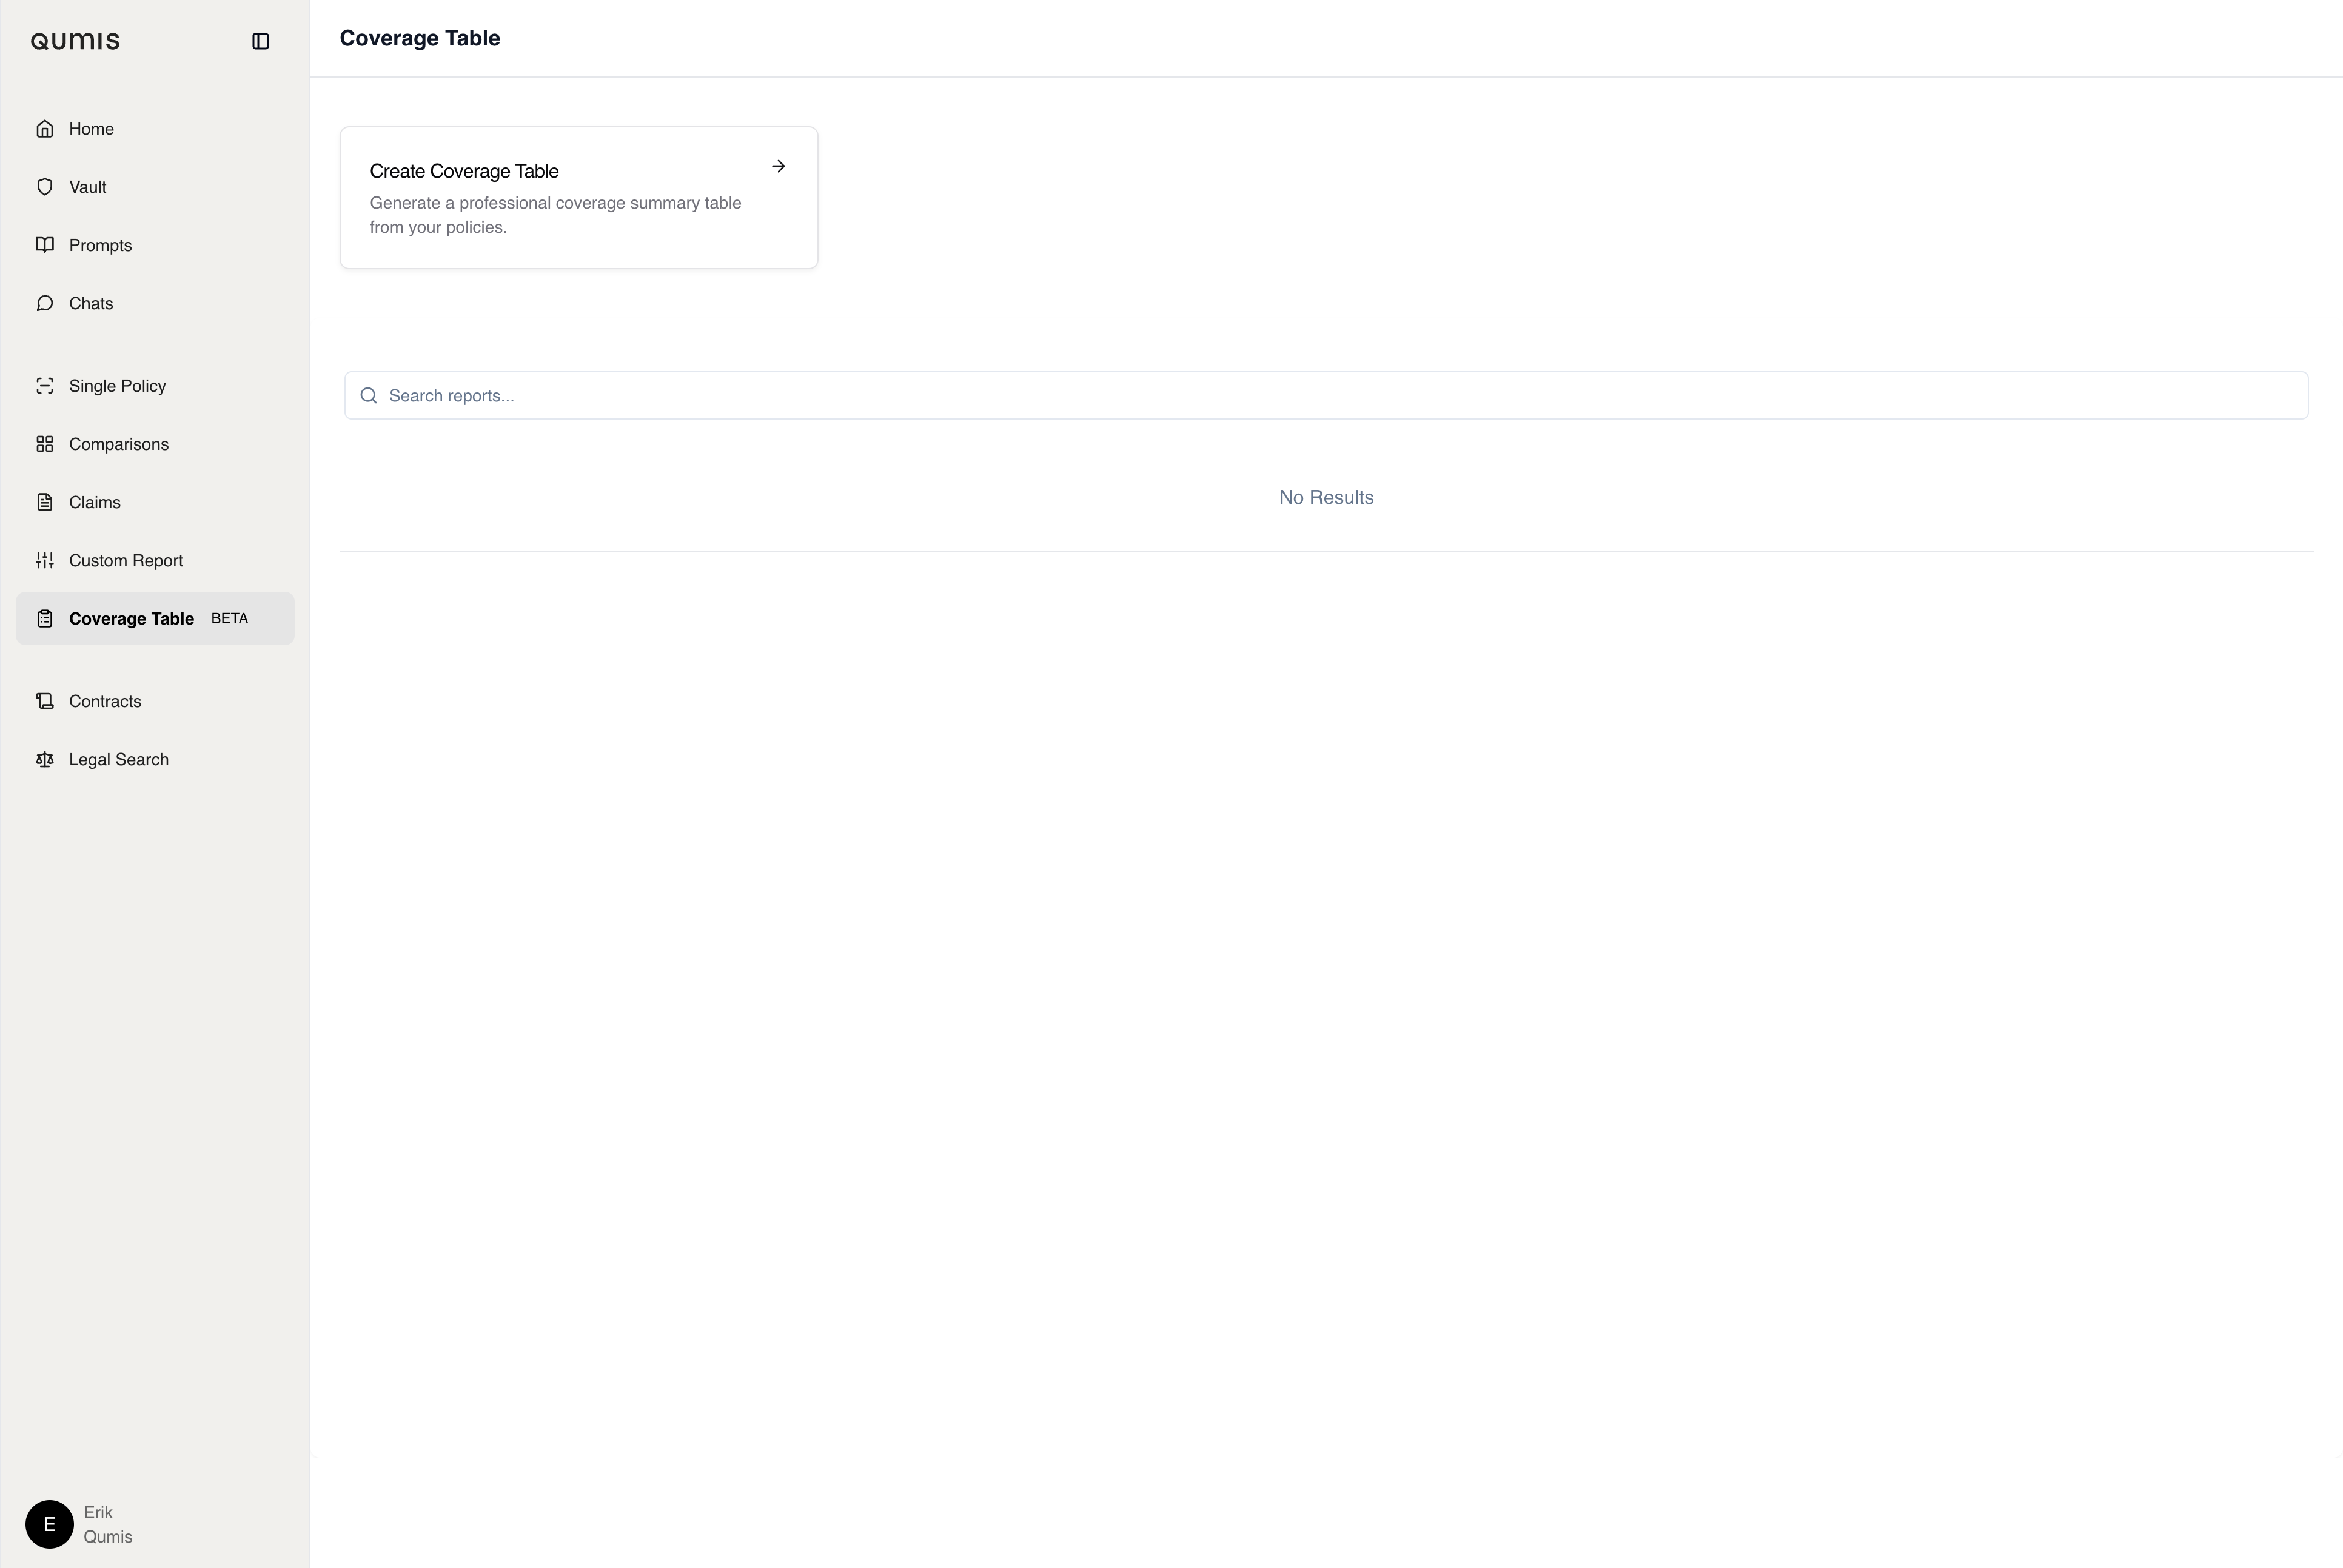 QUMIS
Home
Vault
Prompts
Chats
Single Policy
Comparisons
Claims
Custom Report
Coverage Table BETA
Contracts
Legal Search
E
Erik
Qumis
Coverage Table
Create Coverage Table
Generate a professional coverage summary table
from your policies.
Search reports...
No Results